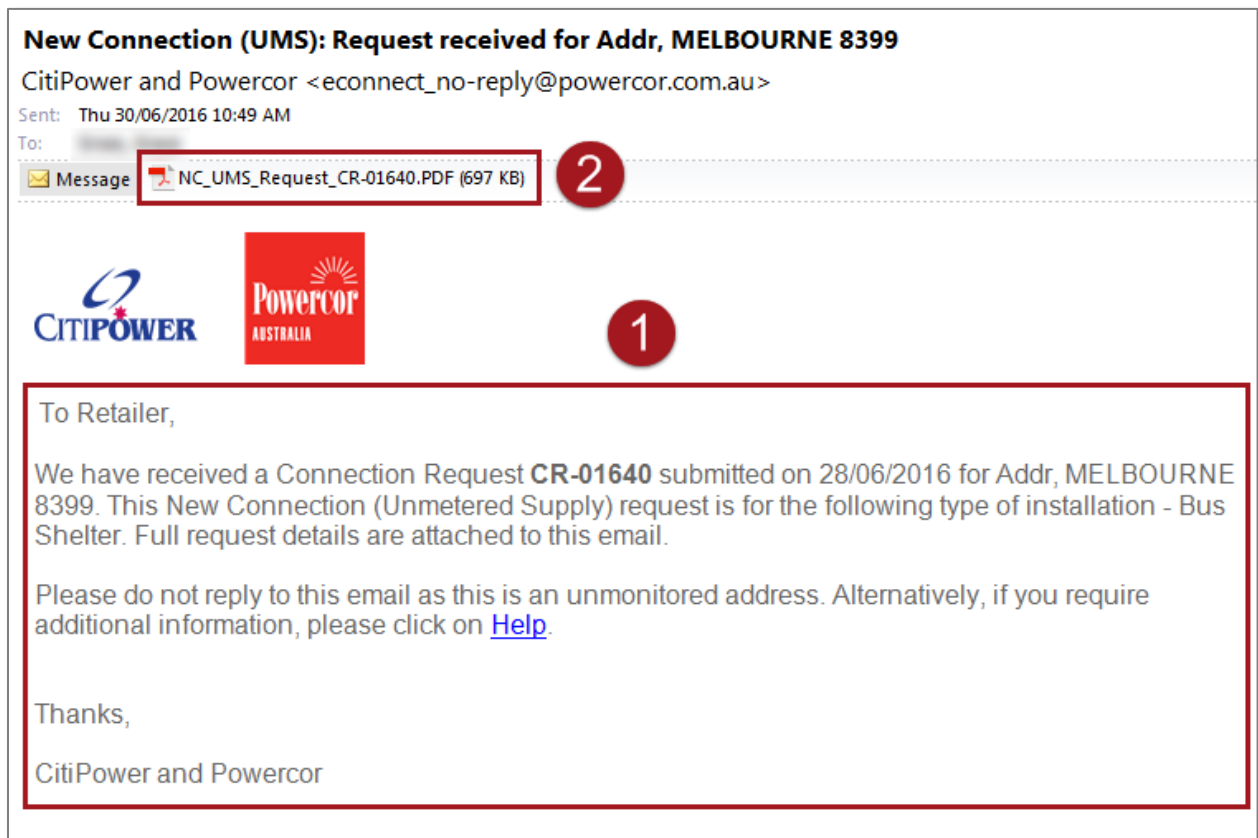 New Connection (UMS): Request received for Addr, MELBOURNE 8399
CitiPower and Powercor <econnect_no-reply@powercor.com.au>
Sent: Thu 30/06/2016 10:49 AM
To:
Message NC_UMS_Request_CR-01640.PDF (697 KB) 2
CITIPOWER
Powercor
AUSTRALIA
1
To Retailer,
We have received a Connection Request CR-01640 submitted on 28/06/2016 for Addr, MELBOURNE
8399. This New Connection (Unmetered Supply) request is for the following type of installation - Bus
Shelter. Full request details are attached to this email.
Please do not reply to this email as this is an unmonitored address. Alternatively, if you require
additional information, please click on Help.
Thanks,
CitiPower and Powercor